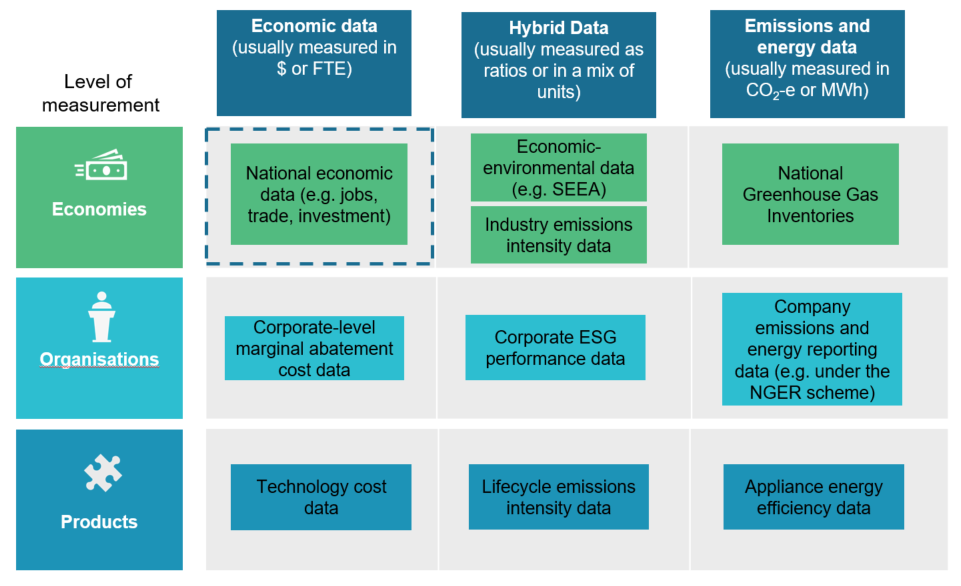 Economic data
(usually measured in
$ or FTE)
Hybrid Data
(usually measured as
ratios or in a mix of
units)
Emissions and
energy data
(usually measured in
CO₂-e or MWh)
Level of
measurement
Economies
National economic
data (e.g. jobs,
trade, investment)
Economic-
environmental data
(e.g. SEEA)
Industry emissions
intensity data
National
Greenhouse Gas
Inventories
Organisations
Corporate-level
marginal abatement
cost data
Corporate ESG
performance data
Company
emissions and
energy reporting
data (e.g. under the
NGER scheme)
Products
Technology cost
data
Lifecycle emissions
intensity data
Appliance energy
efficiency data